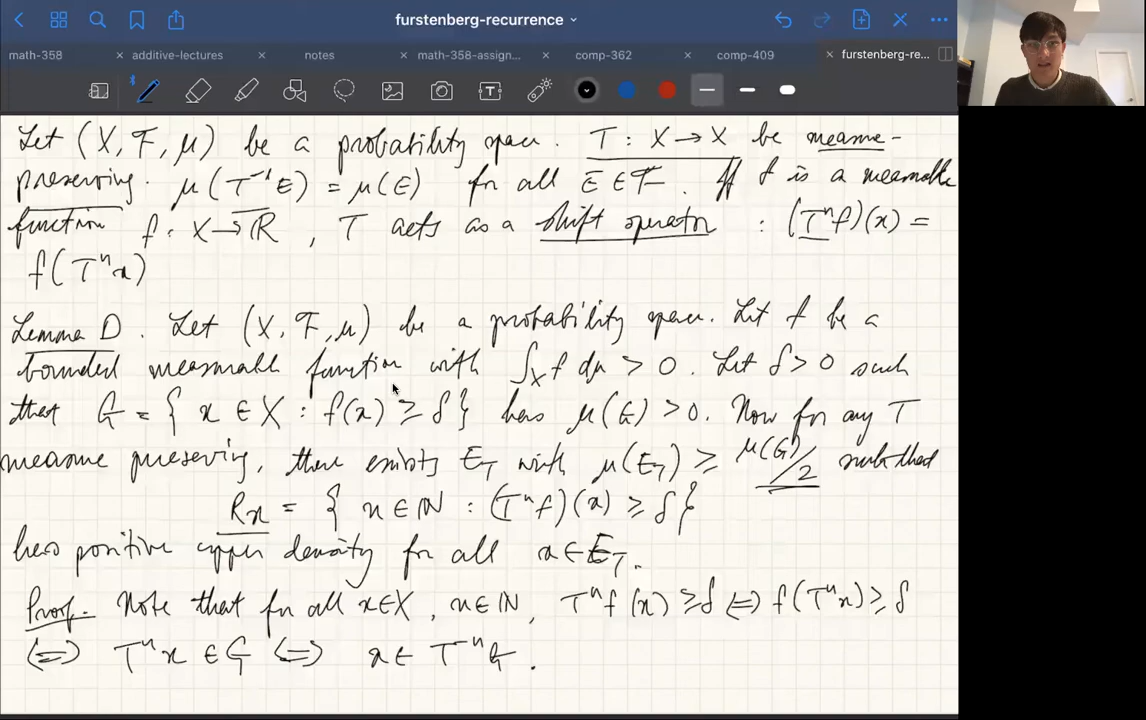 furstenberg-recurrence
math-358 additive-lectures notes math-358-assign... comp-362 comp-409 furstenberg-re...
Let (X, F, μ) be a probability space. T : X → X be measure-
preserving. μ(T⁻¹E) = μ(E) for all E ∈ F. If f is a measurable
function f : X → R, T acts as a shift operator : (Tⁿf)(x) =
f(Tⁿx)
Lemma D. Let (X, F, μ) be a probability space. Let f be a
bounded measurable function with ∫_X f dμ > 0. Let δ > 0 such
that G = { x ∈ X : f(x) ≥ δ} has μ(G) > 0. Now for any T
measure preserving, there exists E_T with μ(E_T) ≥ μ(G)/2 such that
Rx = { n ∈ N : (Tⁿf)(x) ≥ δ}
has positive upper density for all x ∈ E_T.
Proof. Note that for all x ∈ X, n ∈ N, Tⁿf(x) ≥ δ ⇔ f(Tⁿx) ≥ δ
⇔ Tⁿx ∈ G ⇔ x ∈ T⁻ⁿG.